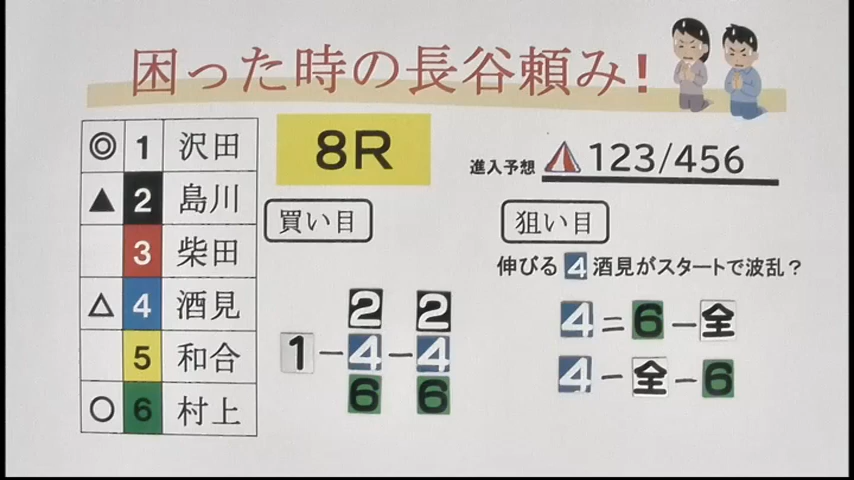 困った時の長谷頼み!
◎ 1 沢田
▲ 2 島川
3 柴田
△ 4 酒見
5 和合
○ 6 村上
8R
進入予想 123/456
買い目
2 2
1-4-4
6 6
狙い目
伸びる 4 酒見がスタートで波乱?
4=6-全
4-全-6